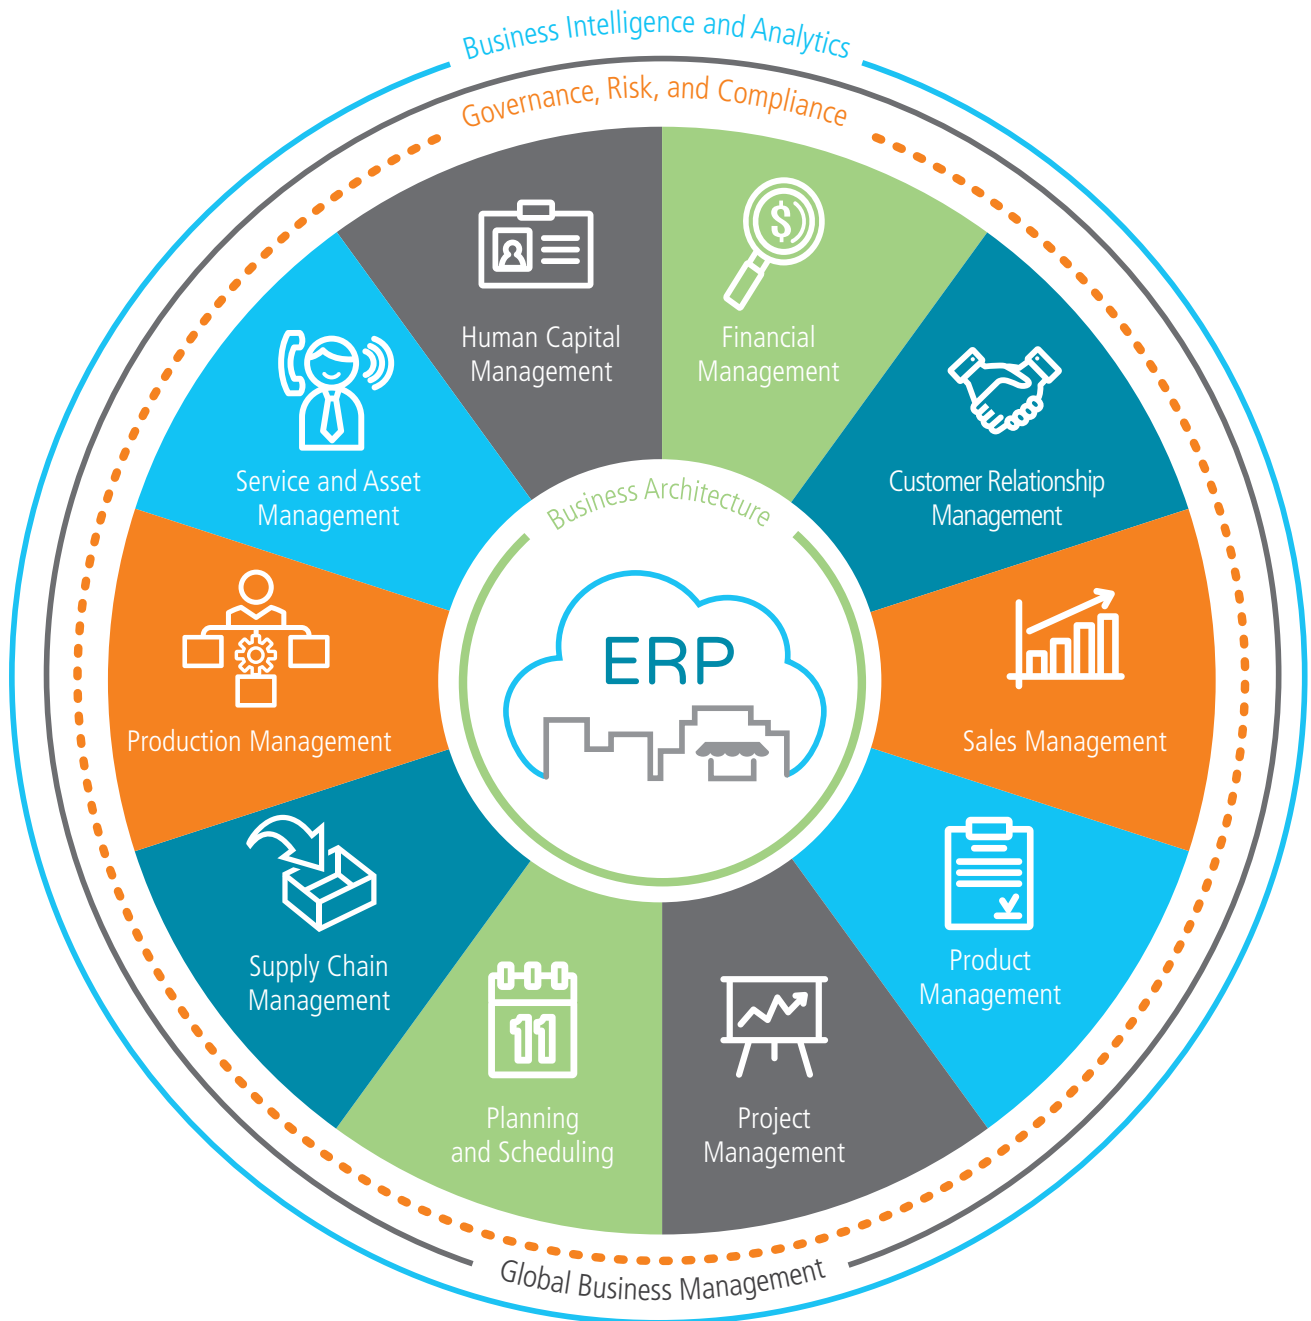 Business Intelligence and Analytics
Governance, Risk, and Compliance
Human Capital
Management
$
Financial
Management
Customer Relationship
Management
Sales Management
Product
Management
Project
Management
11
Planning
and Scheduling
Supply Chain
Management
Production Management
Service and Asset
Management
Business Architecture
ERP
Global Business Management